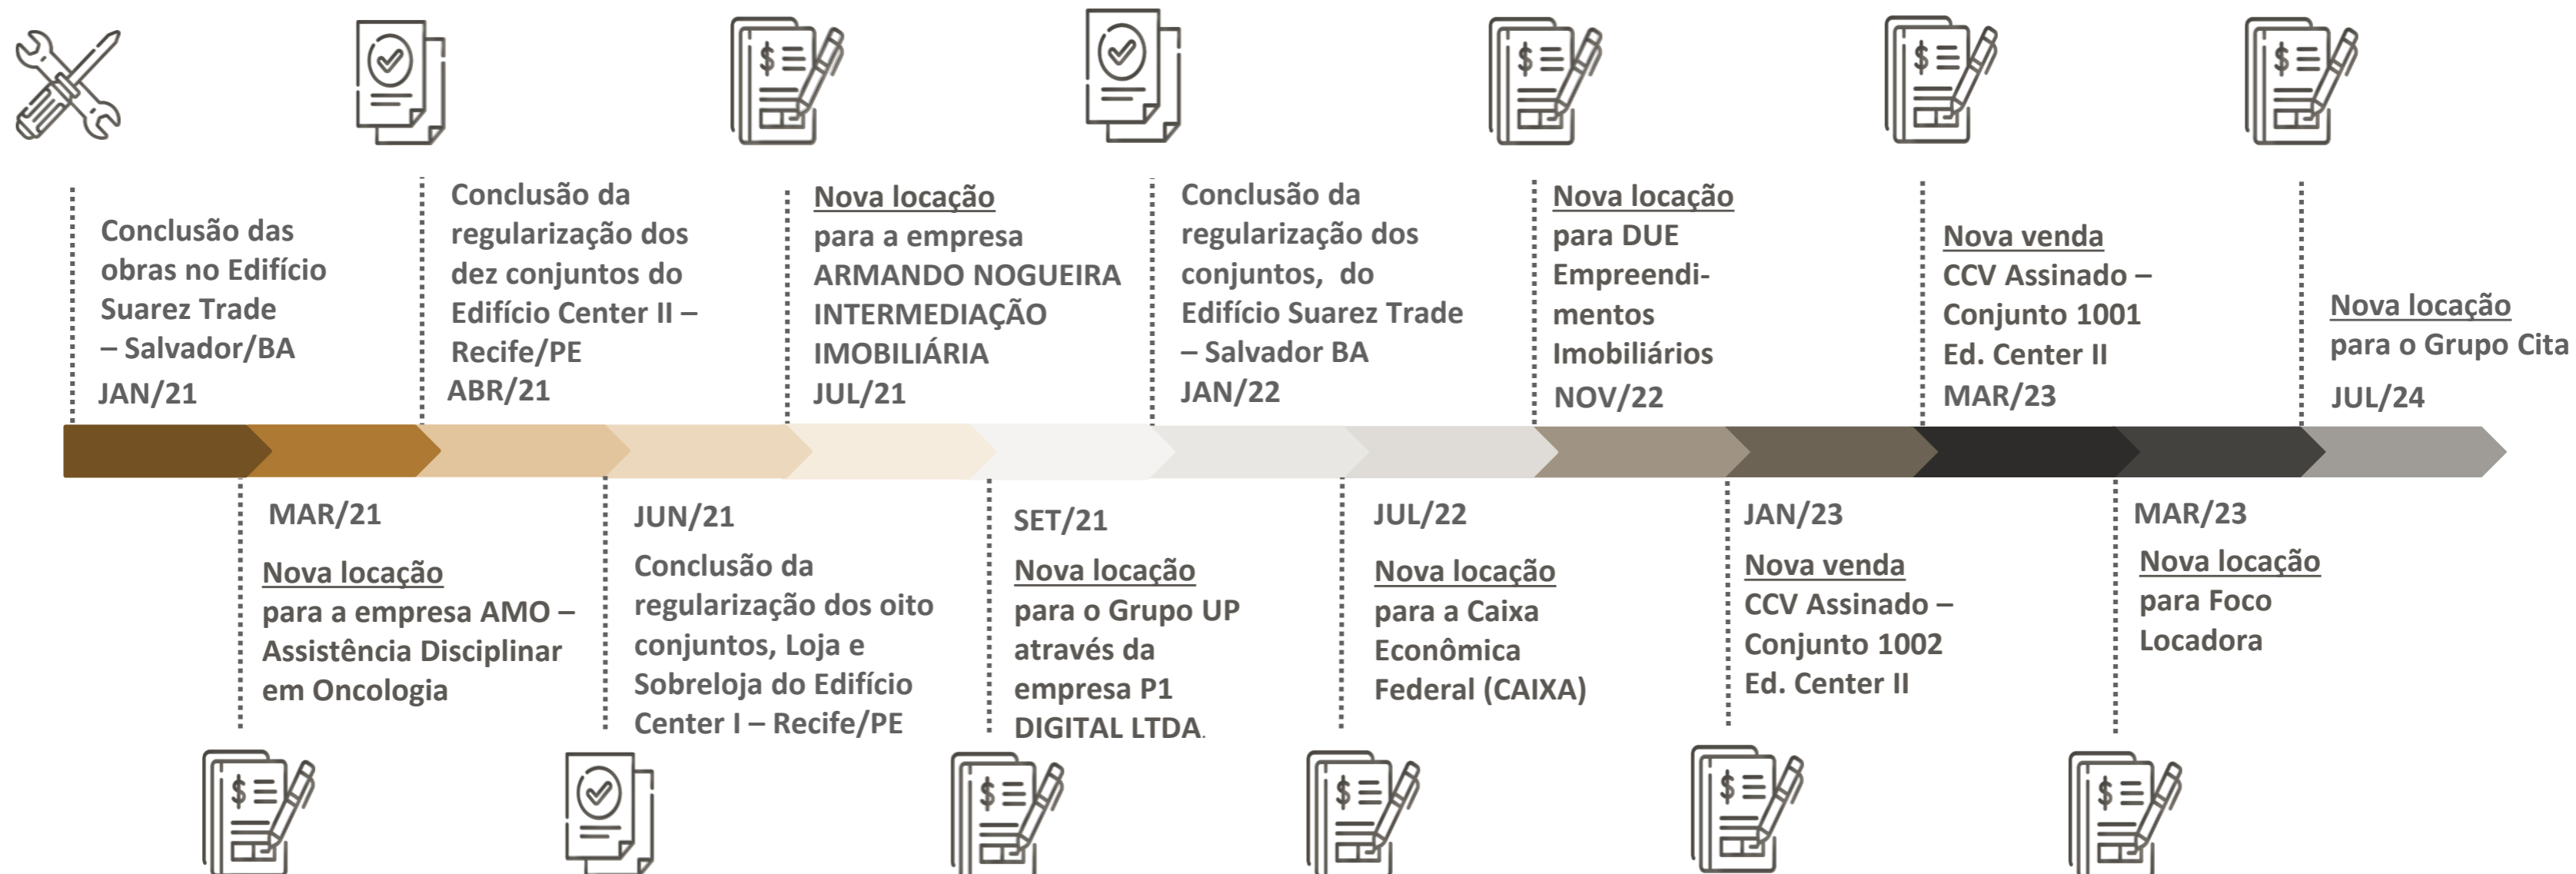 Conclusão das
obras no Edifício
Suarez Trade
– Salvador/BA
JAN/21
Conclusão da
regularização dos
dez conjuntos do
Edifício Center II –
Recife/PE
ABR/21
Nova locação
para a empresa
ARMANDO NOGUEIRA
INTERMEDIAÇÃO
IMOBILIÁRIA
JUL/21
Conclusão da
regularização dos
conjuntos, do
Edifício Suarez Trade
– Salvador BA
JAN/22
Nova locação
para DUE
Empreendi-
mentos
Imobiliários
NOV/22
Nova venda
CCV Assinado –
Conjunto 1001
Ed. Center II
MAR/23
Nova locação
para o Grupo Cita
JUL/24
MAR/21
Nova locação
para a empresa AMO –
Assistência Disciplinar
em Oncologia
JUN/21
Conclusão da
regularização dos oito
conjuntos, Loja e
Sobreloja do Edifício
Center I – Recife/PE
SET/21
Nova locação
para o Grupo UP
através da
empresa P1
DIGITAL LTDA.
JUL/22
Nova locação
para a Caixa
Econômica
Federal (CAIXA)
JAN/23
Nova venda
CCV Assinado –
Conjunto 1002
Ed. Center II
MAR/23
Nova locação
para Foco
Locadora